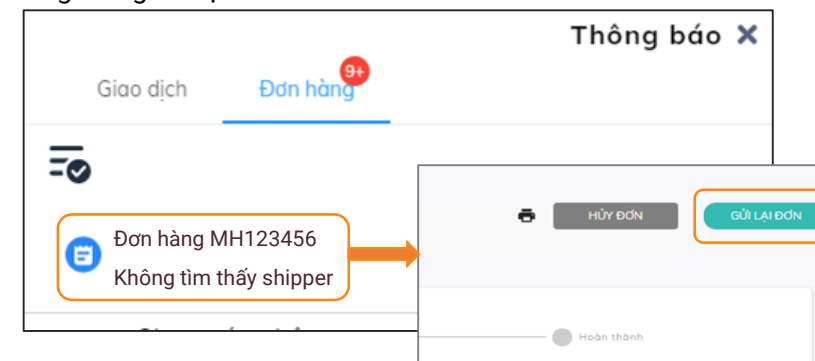 Thông báo
Giao dịch
Đơn hàng
9+
HỦY ĐƠN
GỬI LẠI ĐƠN
Đơn hàng MH123456
Không tìm thấy shipper
Hoàn thành